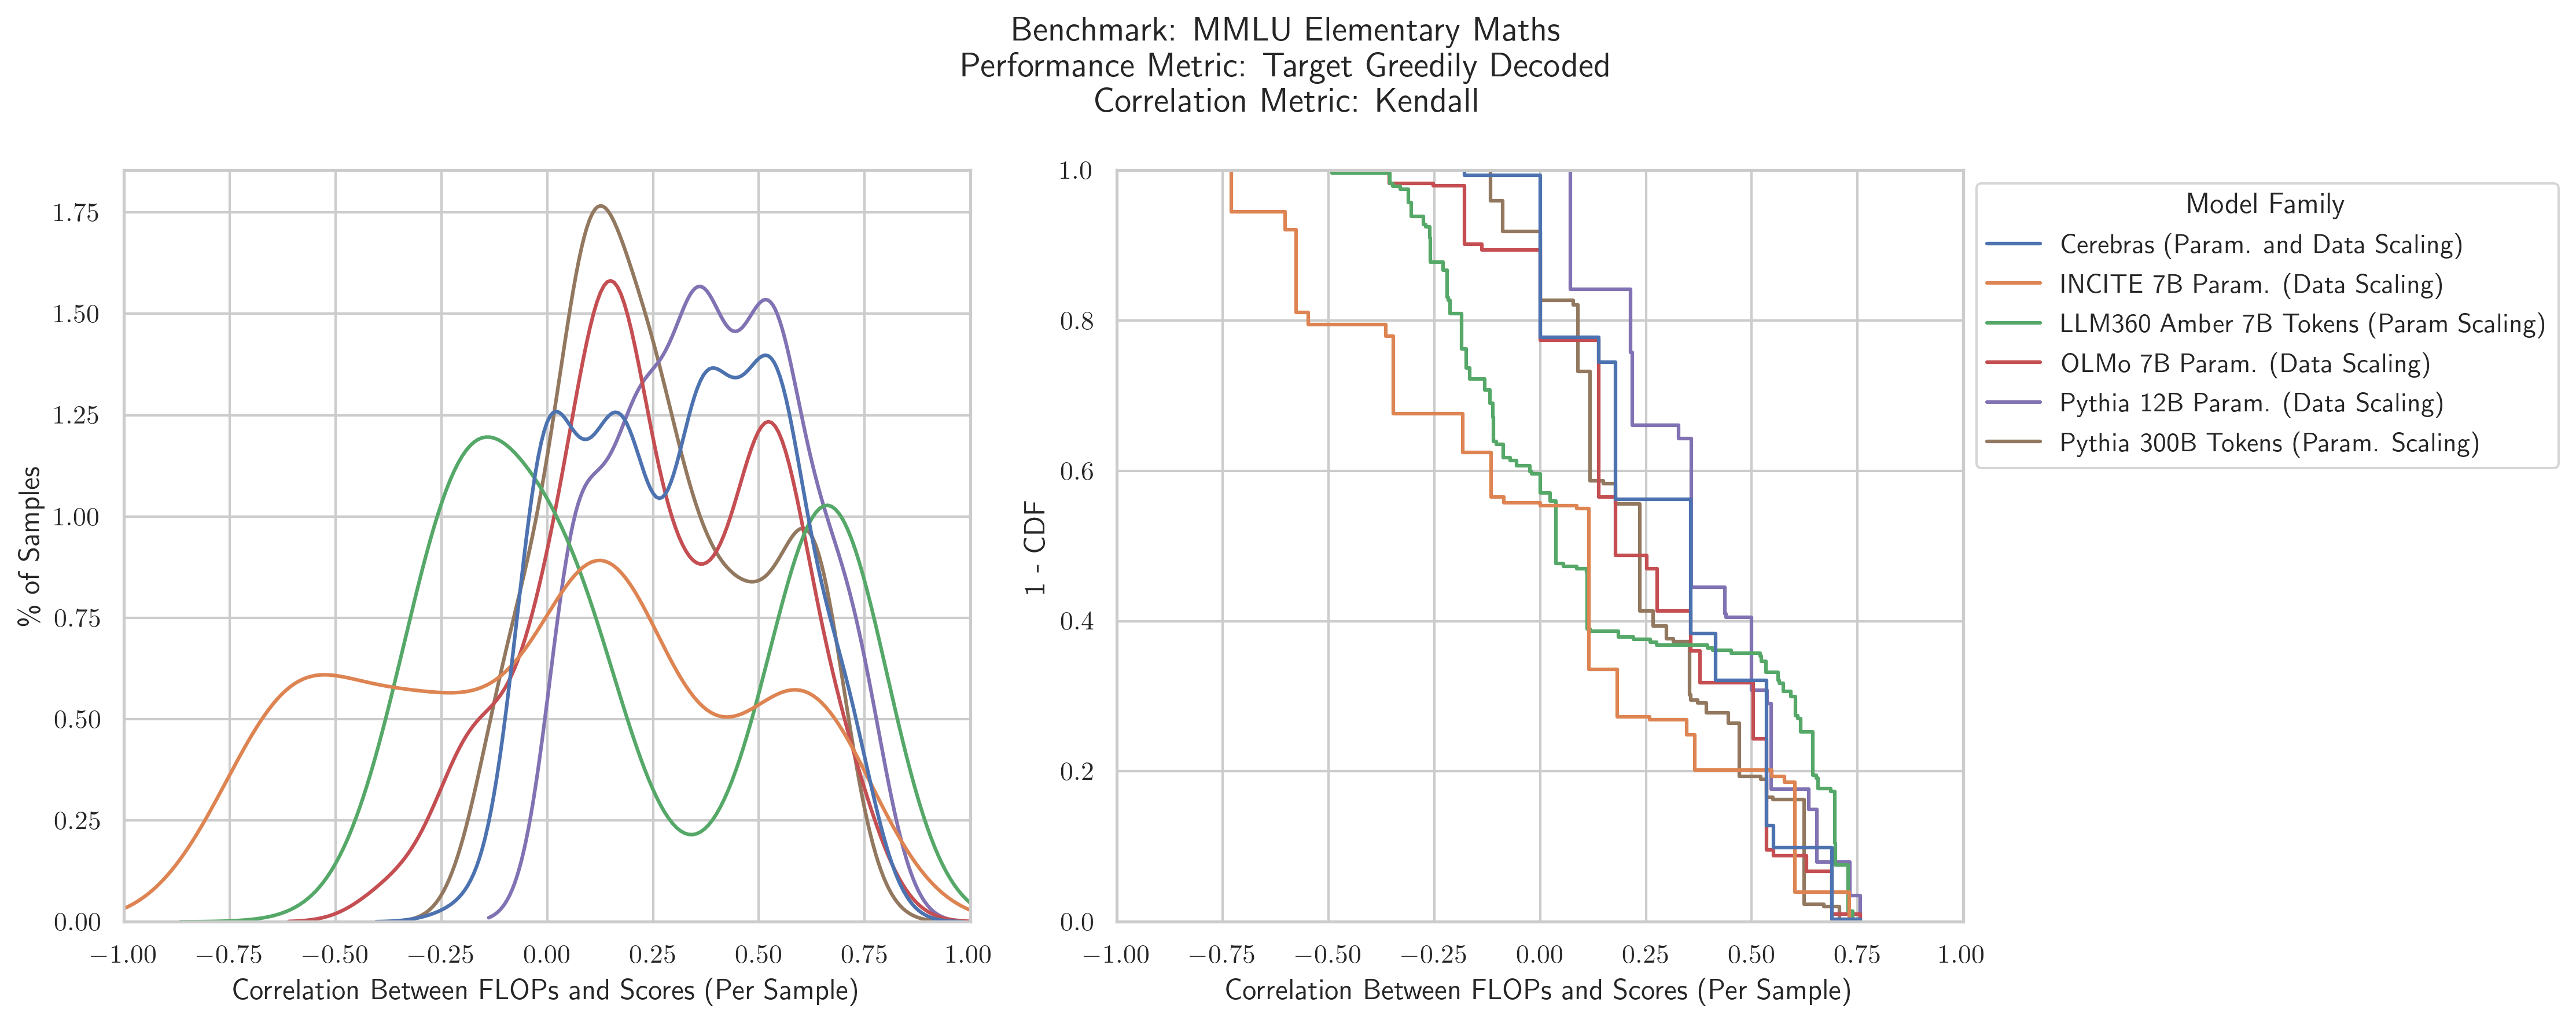 Benchmark: MMLU Elementary Maths
Performance Metric: Target Greedily Decoded
Correlation Metric: Kendall
% of Samples
1.75
1.50
1.25
1.00
0.75
0.50
0.25
0.00
−1.00 −0.75 −0.50 −0.25 0.00 0.25 0.50 0.75 1.00
Correlation Between FLOPs and Scores (Per Sample)
1 - CDF
1.0
0.8
0.6
0.4
0.2
0.0
−1.00 −0.75 −0.50 −0.25 0.00 0.25 0.50 0.75 1.00
Correlation Between FLOPs and Scores (Per Sample)
Model Family
Cerebras (Param. and Data Scaling)
INCITE 7B Param. (Data Scaling)
LLM360 Amber 7B Tokens (Param Scaling)
OLMo 7B Param. (Data Scaling)
Pythia 12B Param. (Data Scaling)
Pythia 300B Tokens (Param. Scaling)